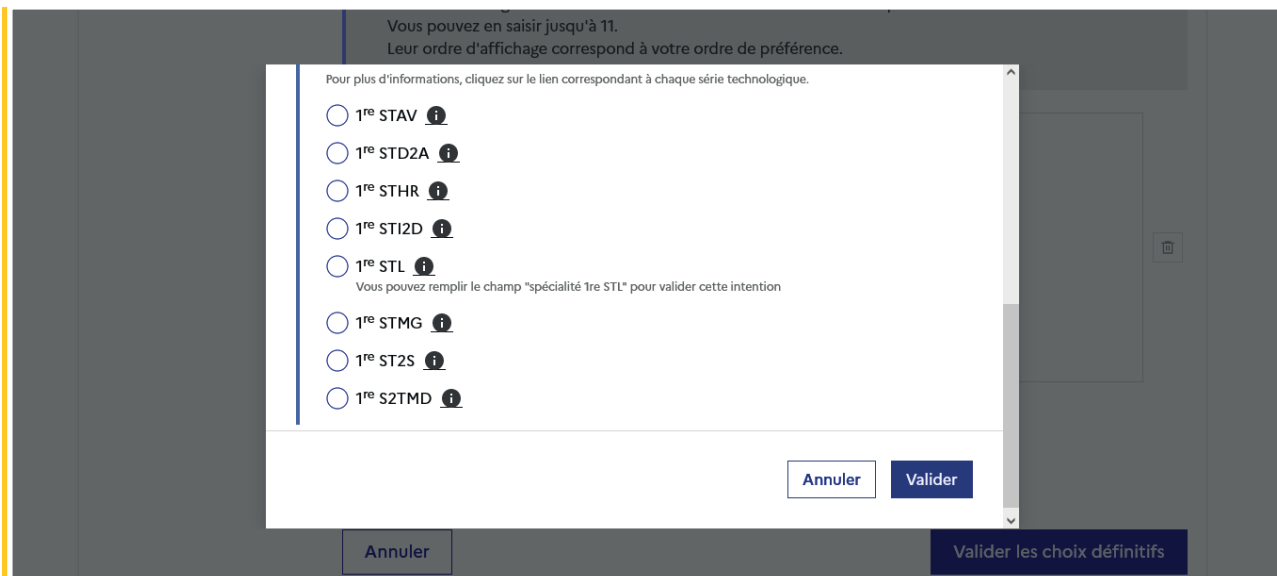 Vous pouvez en saisir jusqu'à 11.
Leur ordre d'affichage correspond à votre ordre de préférence.
Pour plus d'informations, cliquez sur le lien correspondant à chaque série technologique.
1re STAV
1re STD2A
1re STHR
1re STI2D
1re STL
Vous pouvez remplir le champ "spécialité 1re STL" pour valider cette intention
1re STMG
1re ST2S
1re S2TMD
Annuler Valider
Annuler Valider les choix définitifs